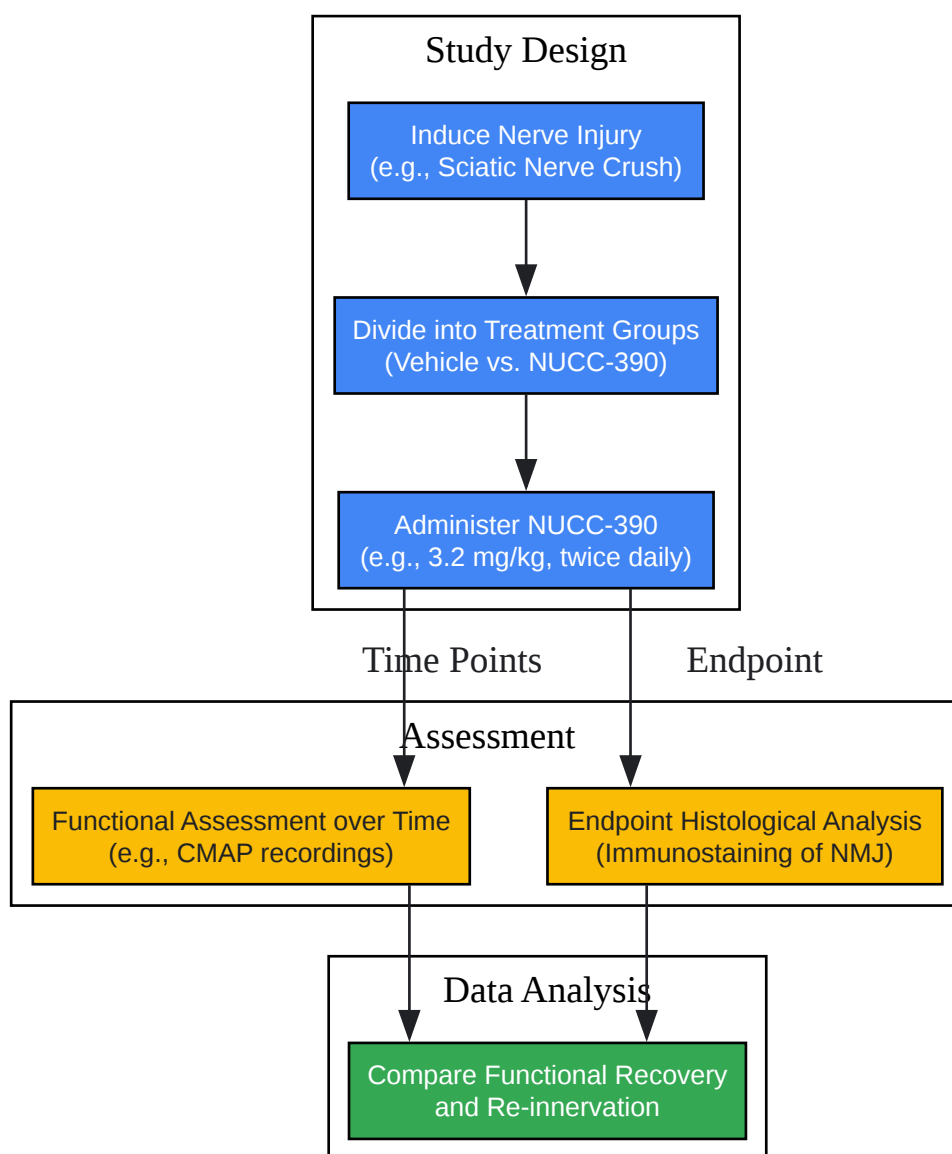 Study Design
Induce Nerve Injury
(e.g., Sciatic Nerve Crush)
Divide into Treatment Groups
(Vehicle vs. NUCC-390)
Administer NUCC-390
(e.g., 3.2 mg/kg, twice daily)
Time Points
Endpoint
Assessment
Functional Assessment over Time
(e.g., CMAP recordings)
Endpoint Histological Analysis
(Immunostaining of NMJ)
Data Analysis
Compare Functional Recovery
and Re-innervation